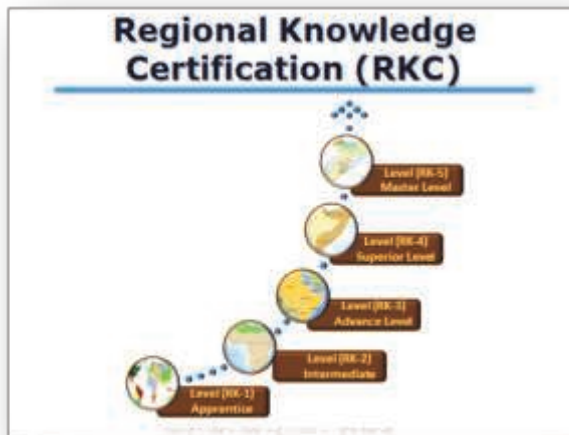 Regional Knowledge
Certification (RKC)
Level (RK-5)
Master Level
Level (RK-4)
Superior Level
Level (RK-3)
Advance Level
Level (RK-2)
Intermediate
Level (RK-1)
Apprentice